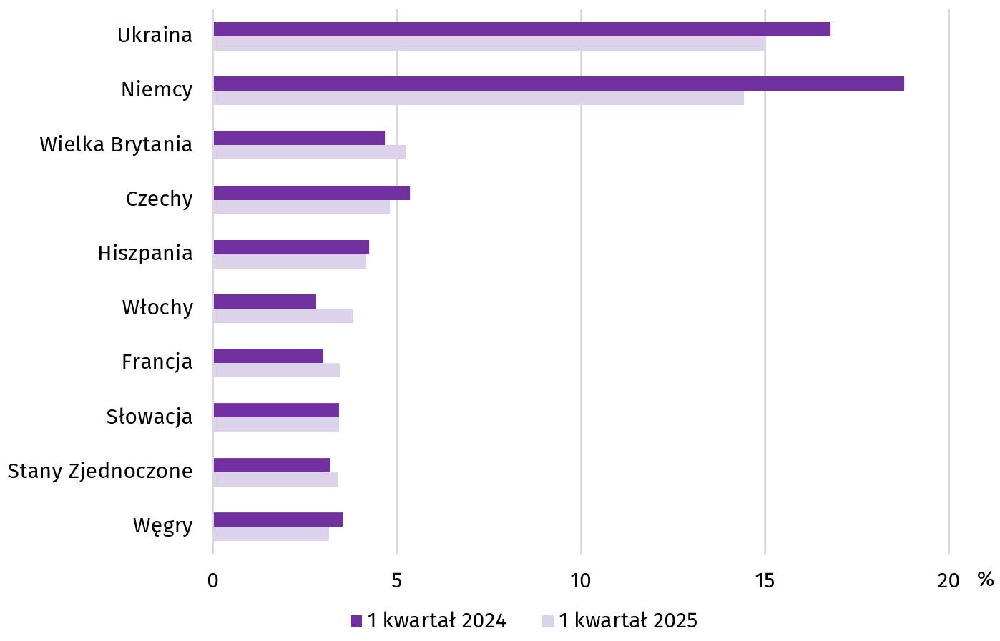 Ukraina
Niemcy
Wielka Brytania
Czechy
Hiszpania
Włochy
Francja
Słowacja
Stany Zjednoczone
Węgry
0 5 10 15 20 %
1 kwartał 2024 1 kwartał 2025